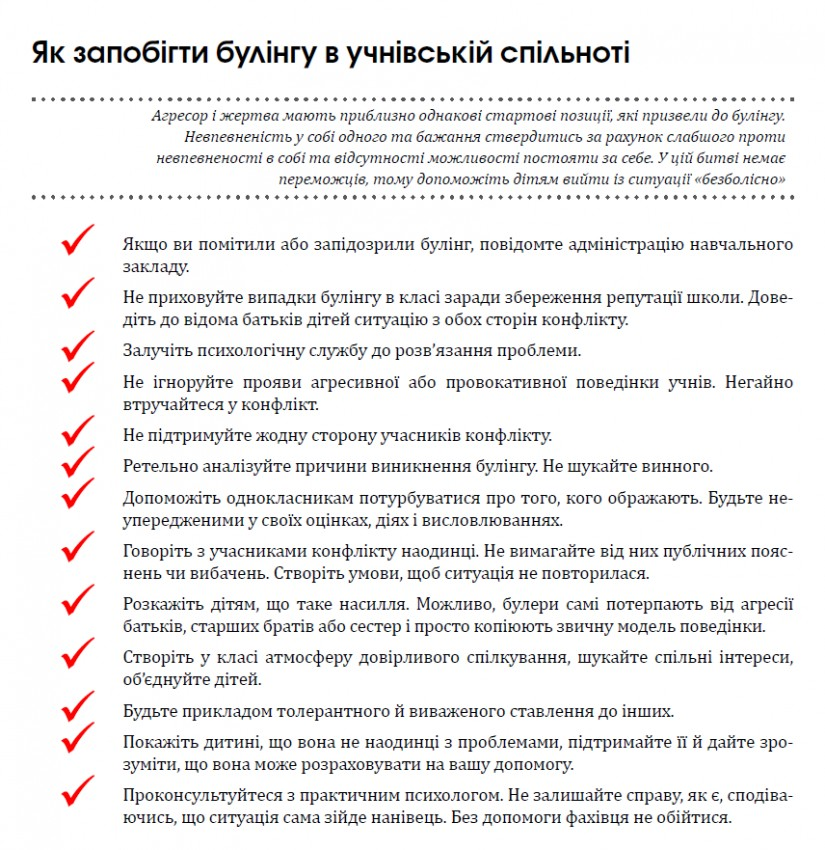 Як запобігти булінгу в учнівській спільноті
Агресор і жертва мають приблизно однакові стартові позиції, які призвели до булінгу.
Невпевненість у собі одного та бажання ствердитись за рахунок слабшого проти
невпевненості в собі та відсутності можливості постояти за себе. У цій битві немає
переможців, тому допоможіть дітям вийти із ситуації «безболісно»
Якщо ви помітили або запідозрили булінг, повідомте адміністрацію навчального
закладу.
Не приховуйте випадки булінгу в класі заради збереження репутації школи. Дове-
діть до відома батьків дітей ситуацію з обох сторін конфлікту.
Залучіть психологічну службу до розв’язання проблеми.
Не ігноруйте прояви агресивної або провокативної поведінки учнів. Негайно
втручайтеся у конфлікт.
Не підтримуйте жодну сторону учасників конфлікту.
Ретельно аналізуйте причини виникнення булінгу. Не шукайте винного.
Допоможіть однокласникам потурбуватися про того, кого ображають. Будьте не-
упередженими у своїх оцінках, діях і висловлюваннях.
Говоріть з учасниками конфлікту наодинці. Не вимагайте від них публічних пояс-
нень чи вибачень. Створіть умови, щоб ситуація не повторилася.
Розкажіть дітям, що таке насилля. Можливо, булери самі потерпають від агресії
батьків, старших братів або сестер і просто копіюють звичну модель поведінки.
Створіть у класі атмосферу довірливого спілкування, шукайте спільні інтереси,
об’єднуйте дітей.
Будьте прикладом толерантного й виваженого ставлення до інших.
Покажіть дитині, що вона не наодинці з проблемами, підтримайте її й дайте зро-
зуміти, що вона може розраховувати на вашу допомогу.
Проконсультуйтеся з практичним психологом. Не залишайте справу, як є, сподіва-
ючись, що ситуація сама зійде нанівець. Без допомоги фахівця не обійтися.